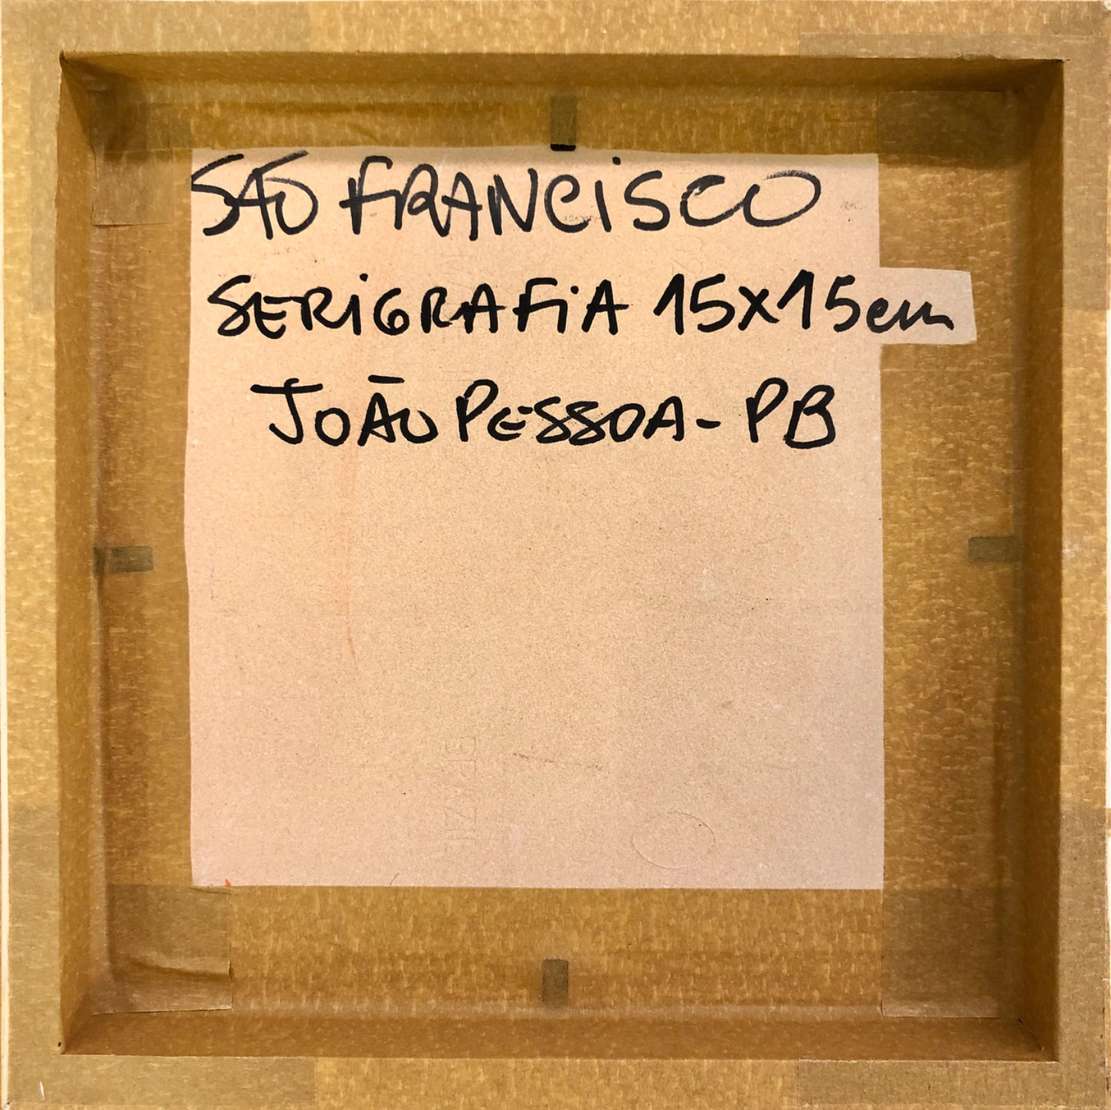 SÃO FRANCISCO
SERIGRAFIA 15x15cm
JOÃO PESSOA - PB